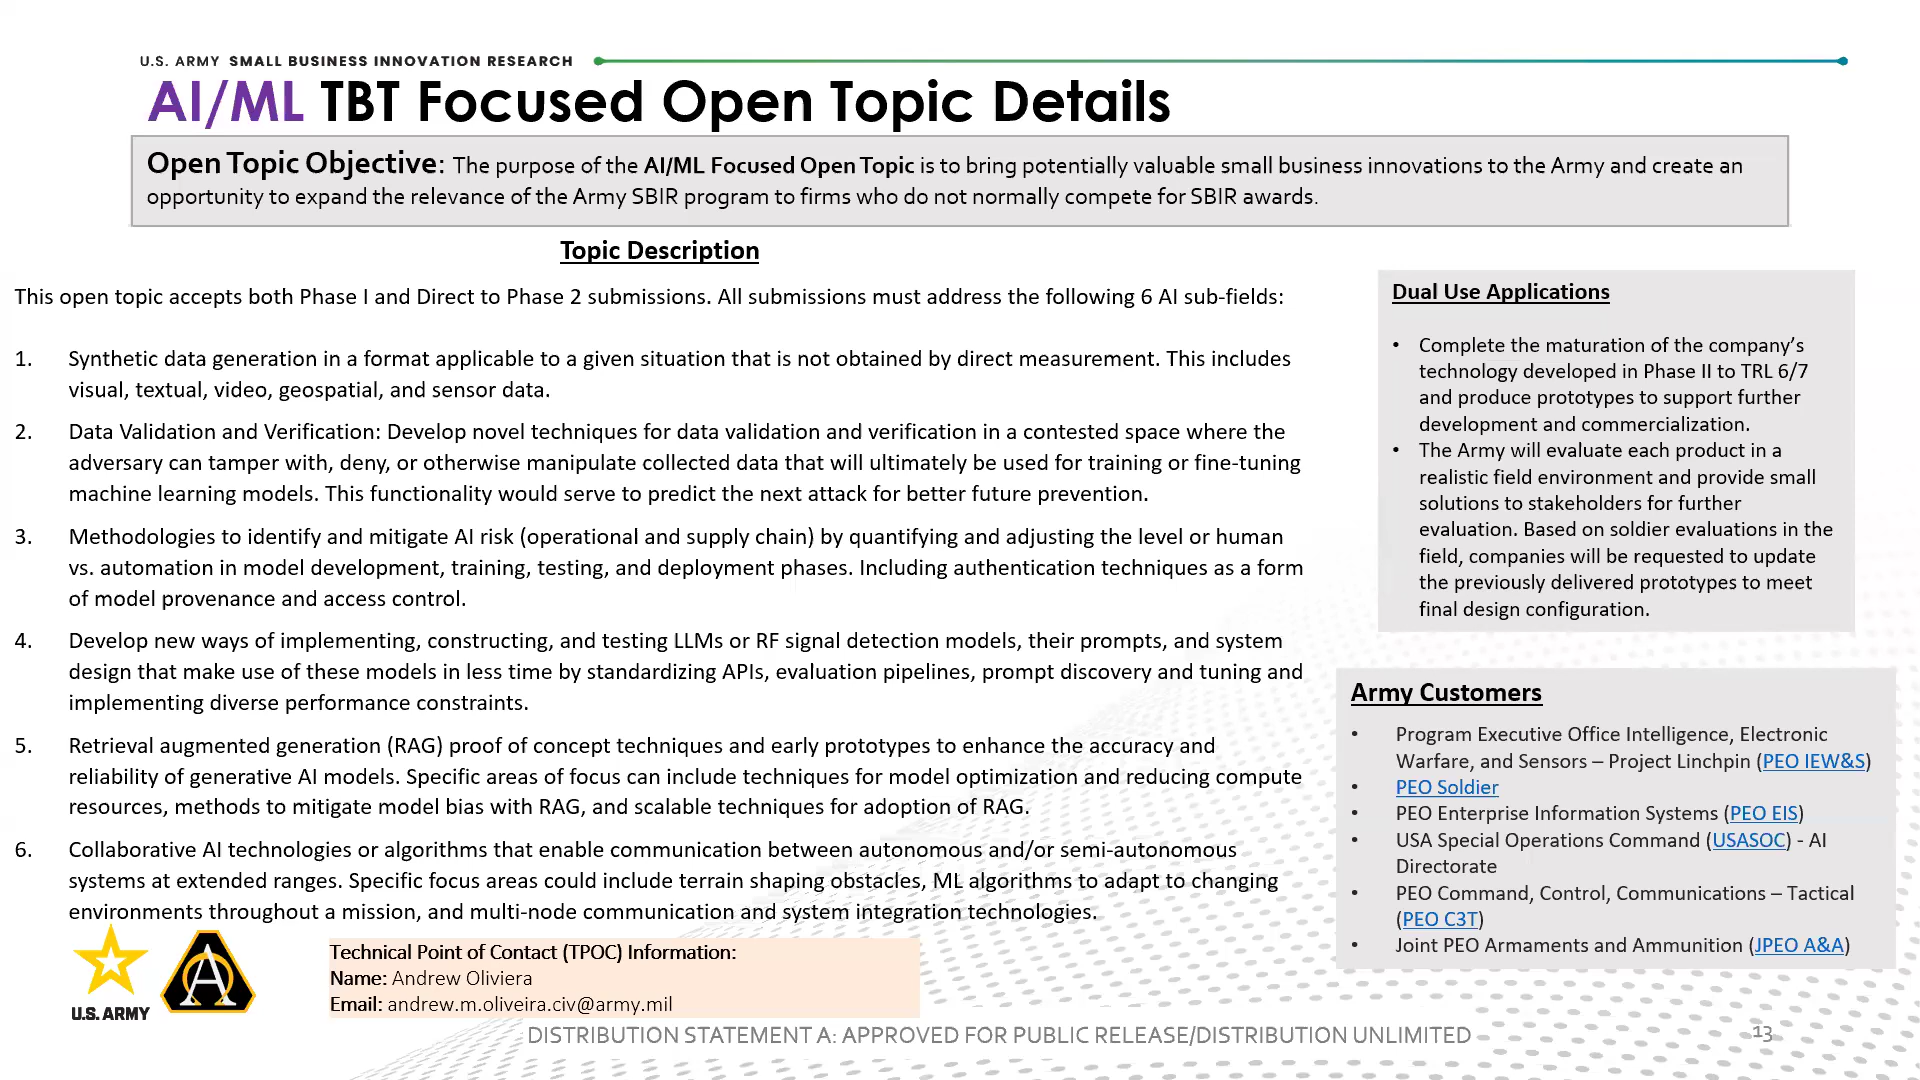 U.S. ARMY SMALL BUSINESS INNOVATION RESEARCH
AI/ML TBT Focused Open Topic Details
Open Topic Objective: The purpose of the AI/ML Focused Open Topic is to bring potentially valuable small business innovations to the Army and create an
opportunity to expand the relevance of the Army SBIR program to firms who do not normally compete for SBIR awards.
Topic Description
This open topic accepts both Phase I and Direct to Phase 2 submissions. All submissions must address the following 6 AI sub-fields:
1. Synthetic data generation in a format applicable to a given situation that is not obtained by direct measurement. This includes
visual, textual, video, geospatial, and sensor data.
2. Data Validation and Verification: Develop novel techniques for data validation and verification in a contested space where the
adversary can tamper with, deny, or otherwise manipulate collected data that will ultimately be used for training or fine-tuning
machine learning models. This functionality would serve to predict the next attack for better future prevention.
3. Methodologies to identify and mitigate AI risk (operational and supply chain) by quantifying and adjusting the level or human
vs. automation in model development, training, testing, and deployment phases. Including authentication techniques as a form
of model provenance and access control.
4. Develop new ways of implementing, constructing, and testing LLMs or RF signal detection models, their prompts, and system
design that make use of these models in less time by standardizing APIs, evaluation pipelines, prompt discovery and tuning and
implementing diverse performance constraints.
5. Retrieval augmented generation (RAG) proof of concept techniques and early prototypes to enhance the accuracy and
reliability of generative AI models. Specific areas of focus can include techniques for model optimization and reducing compute
resources, methods to mitigate model bias with RAG, and scalable techniques for adoption of RAG.
6. Collaborative AI technologies or algorithms that enable communication between autonomous and/or semi-autonomous
systems at extended ranges. Specific focus areas could include terrain shaping obstacles, ML algorithms to adapt to changing
environments throughout a mission, and multi-node communication and system integration technologies.
Dual Use Applications
• Complete the maturation of the company's
technology developed in Phase II to TRL 6/7
and produce prototypes to support further
development and commercialization.
• The Army will evaluate each product in a
realistic field environment and provide small
solutions to stakeholders for further
evaluation. Based on soldier evaluations in the
field, companies will be requested to update
the previously delivered prototypes to meet
final design configuration.
Army Customers
• Program Executive Office Intelligence, Electronic
Warfare, and Sensors – Project Linchpin (PEO IEW&S)
• PEO Soldier
• PEO Enterprise Information Systems (PEO EIS)
• USA Special Operations Command (USASOC) - AI
Directorate
• PEO Command, Control, Communications – Tactical
(PEO C3T)
• Joint PEO Armaments and Ammunition (JPEO A&A)
U.S. ARMY
Technical Point of Contact (TPOC) Information:
Name: Andrew Oliviera
Email: andrew.m.oliveira.civ@army.mil
DISTRIBUTION STATEMENT A: APPROVED FOR PUBLIC RELEASE/DISTRIBUTION UNLIMITED
13